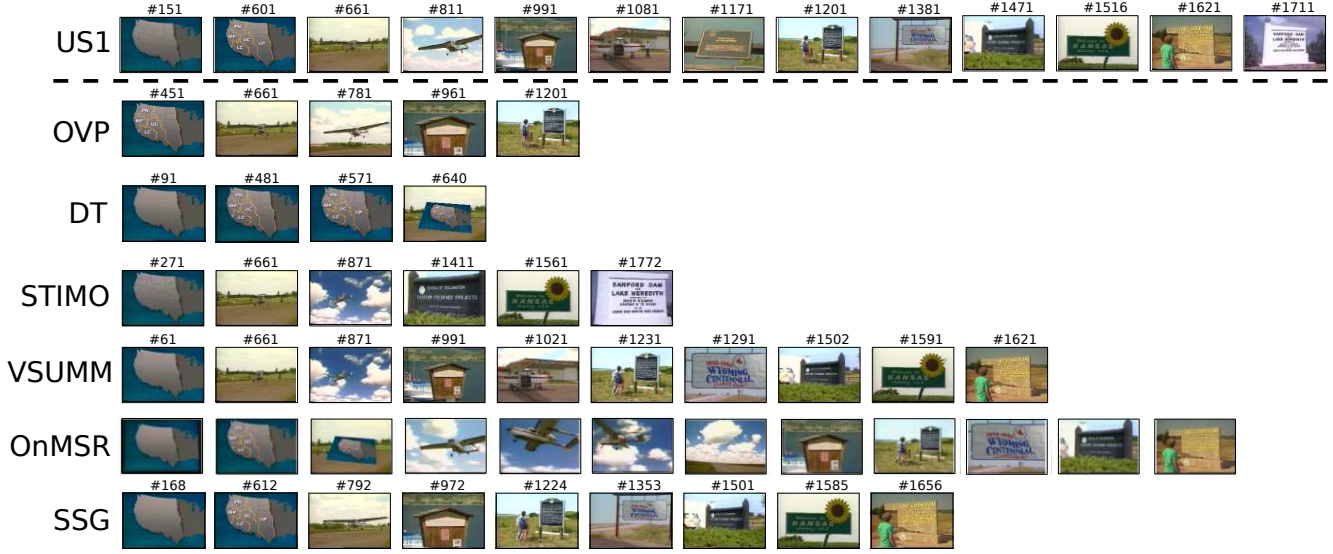 #151 #601 #661 #811 #991 #1081 #1171 #1201 #1381 #1471 #1516 #1621 #1711
US1
WYOMING
CENTENNIAL
KANSAS
SANFORD DAM
LAKE MEREDITH
#451 #661 #781 #961 #1201
OVP
#91 #481 #571 #640
DT
#271 #661 #871 #1411 #1561 #1772
STIMO
KANSAS
SANFORD DAM
AND
LAKE MEREDITH
#61 #661 #871 #991 #1021 #1231 #1291 #1502 #1591 #1621
VSUMM
WYOMING
CENTENNIAL
KANSAS
OnMSR
WYOMING
CENTENNIAL
#168 #612 #792 #972 #1224 #1353 #1501 #1585 #1656
SSG
KANSAS